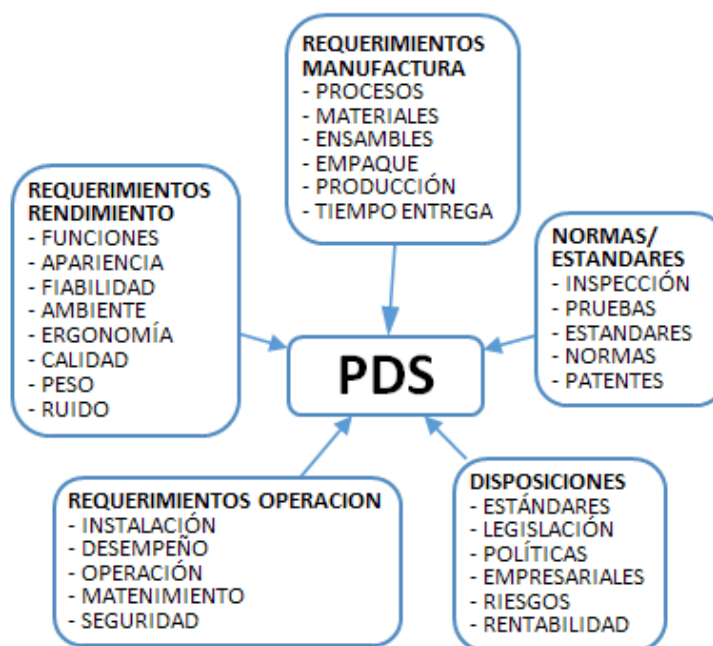 REQUERIMIENTOS
MANUFACTURA
- PROCESOS
- MATERIALES
- ENSAMBLES
- EMPAQUE
- PRODUCCIÓN
- TIEMPO ENTREGA
REQUERIMIENTOS
RENDIMIENTO
- FUNCIONES
- APARIENCIA
- FIABILIDAD
- AMBIENTE
- ERGONOMÍA
- CALIDAD
- PESO
- RUIDO
NORMAS/
ESTANDARES
- INSPECCIÓN
- PRUEBAS
- ESTANDARES
- NORMAS
- PATENTES
PDS
REQUERIMIENTOS OPERACION
- INSTALACIÓN
- DESEMPEÑO
- OPERACIÓN
- MATENIMIENTO
- SEGURIDAD
DISPOSICIONES
- ESTÁNDARES
- LEGISLACIÓN
- POLÍTICAS
- EMPRESARIALES
- RIESGOS
- RENTABILIDAD